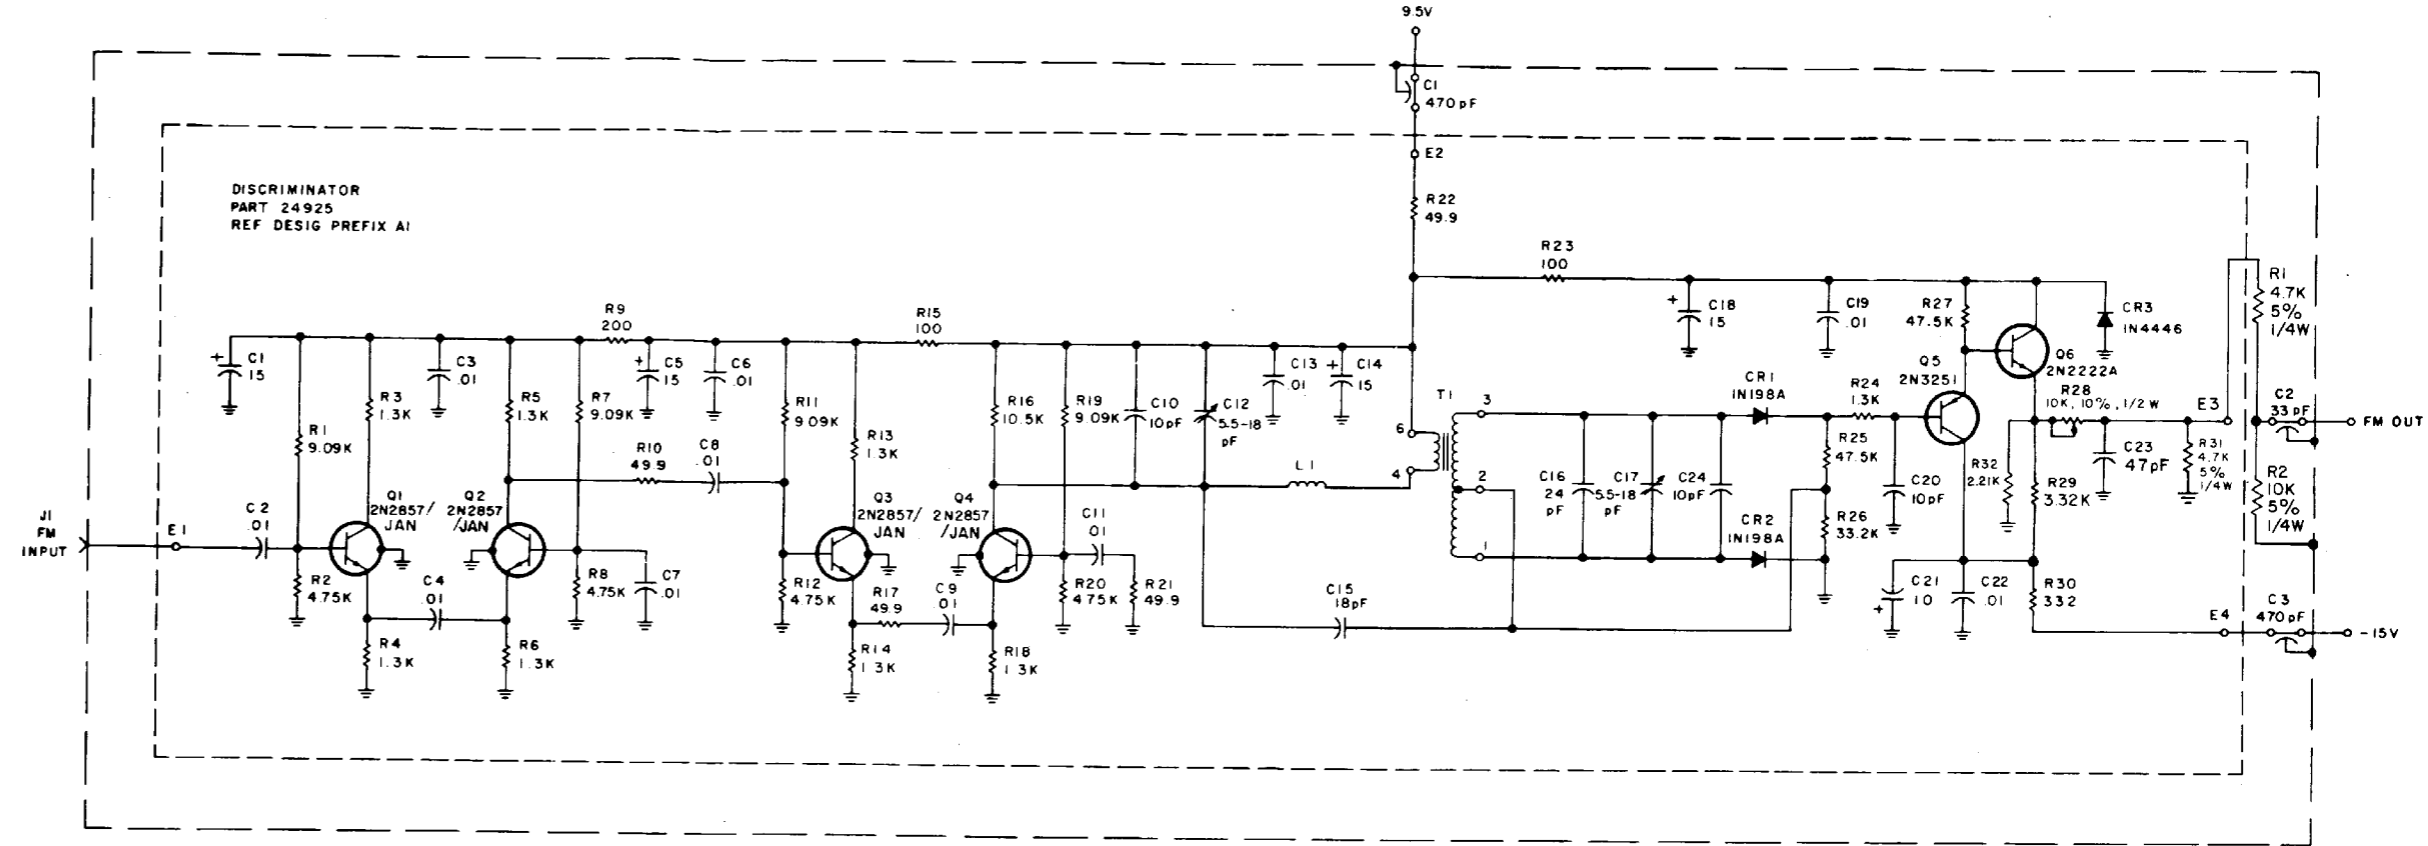 9.5V
C1
470pF
E2
DISCRIMINATOR
PART 24925
REF DESIG PREFIX A1
R22
49.9
R23
100
R9
200
R15
100
C1
15
R1
9.09K
R3
1.3K
C3
.01
R5
1.3K
R7
9.09K
C5
15
C6
.01
R11
9.09K
R13
1.3K
R16
10.5K
R19
9.09K
C10
10pF
C12
5.5-18
pF
C13
.01
C14
15
C18
15
C19
.01
R27
47.5K
CR3
1N4446
R1
4.7K
5%
1/4W
Q6
2N2222A
Q5
2N3251
R28
10K, 10%, 1/2 W
E3
C2
33 pF
FM OUT
T1
3
6
4
2
1
CR1
1N198A
R24
1.3K
R25
47.5K
C16
24
pF
C17
5.5-18
pF
C24
10pF
CR2
1N198A
R26
33.2K
C20
10pF
R32
2.21K
R29
3.32K
C23
47pF
R31
4.7K
5%
1/4W
R2
10K
5%
1/4W
R10
49.9
C8
.01
L1
J1
FM
INPUT
E1
C2
.01
Q1
2N2857/
JAN
Q2
2N2857
/JAN
Q3
2N2857/
JAN
Q4
2N2857
/JAN
C11
.01
R2
4.75K
C4
.01
R8
4.75K
C7
.01
R12
4.75K
R17
49.9
C9
.01
R20
4.75K
R21
49.9
C15
18pF
C21
10
C22
.01
R30
332
E4
C3
470pF
-15V
R4
1.3K
R6
1.3K
R14
1.3K
R18
1.3K